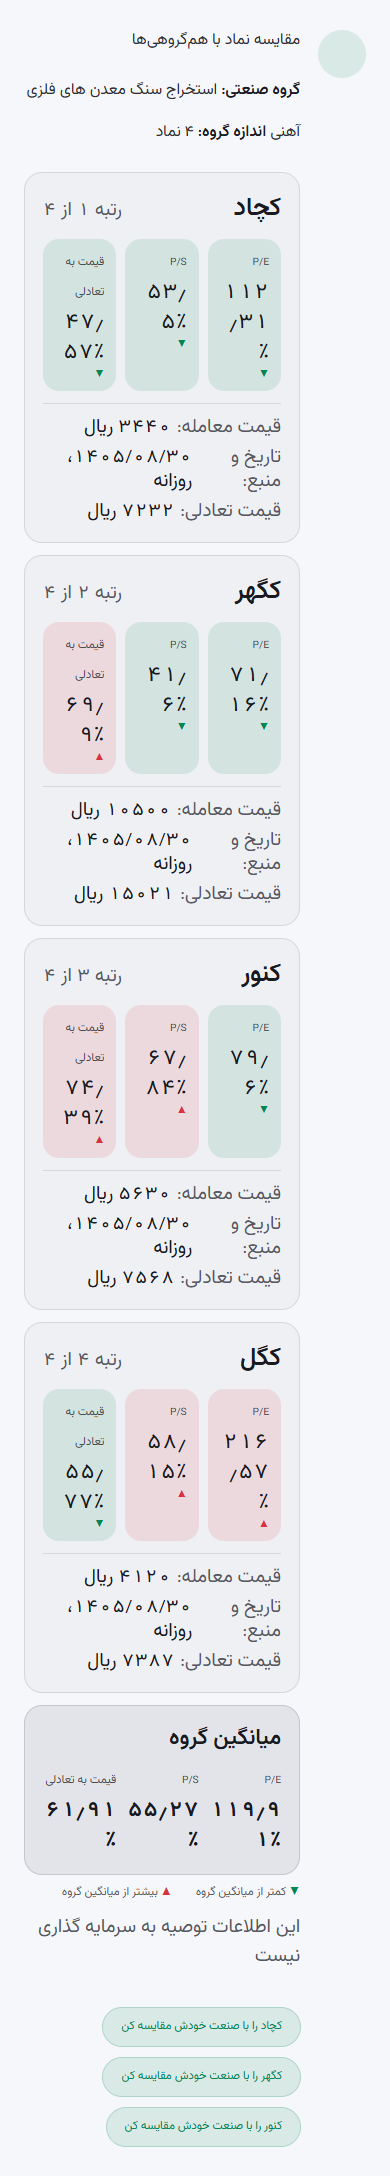 مقایسه نماد با هم‌گروهی‌ها
گروه صنعتی: استخراج سنگ معدن های فلزی
آهنی اندازه گروه: ۴ نماد
کچاد
رتبه ۱ از ۴
P/E
۱۱۲
/۳۱
٪
▼
P/S
۵۳/
۵٪
▼
قیمت به
تعادلی
۴۷/
۵۷٪
▼
قیمت معامله: ۳۴۴۰ ریال
تاریخ و
منبع:
۱۴۰۵/۰۸/۳۰،
روزانه
قیمت تعادلی: ۷۲۳۲ ریال
کگهر
رتبه ۲ از ۴
P/E
۷۱/
۱۶٪
▼
P/S
۴۱/
۶٪
▼
قیمت به
تعادلی
۶۹/
۹٪
▲
قیمت معامله: ۱۰۵۰۰ ریال
تاریخ و
منبع:
۱۴۰۵/۰۸/۳۰،
روزانه
قیمت تعادلی: ۱۵۰۲۱ ریال
کنور
رتبه ۳ از ۴
P/E
۷۹/
۶٪
▼
P/S
۶۷/
۸۴٪
▲
قیمت به
تعادلی
۷۴/
۳۹٪
▲
قیمت معامله: ۵۶۳۰ ریال
تاریخ و
منبع:
۱۴۰۵/۰۸/۳۰،
روزانه
قیمت تعادلی: ۷۵۶۸ ریال
کگل
رتبه ۴ از ۴
P/E
۲۱۶
/۵۷
٪
▲
P/S
۵۸/
۱۵٪
▲
قیمت به
تعادلی
۵۵/
۷۷٪
▼
قیمت معامله: ۴۱۲۰ ریال
تاریخ و
منبع:
۱۴۰۵/۰۸/۳۰،
روزانه
قیمت تعادلی: ۷۳۸۷ ریال
میانگین گروه
P/E
۱۱۹/۹
۱٪
P/S
۵۵/۲۷
٪
قیمت به تعادلی
۶۱/۹۱
٪
▼ کمتر از میانگین گروه
▲ بیشتر از میانگین گروه
این اطلاعات توصیه به سرمایه گذاری
نیست
کچاد را با صنعت خودش مقایسه کن
کگهر را با صنعت خودش مقایسه کن
کنور را با صنعت خودش مقایسه کن